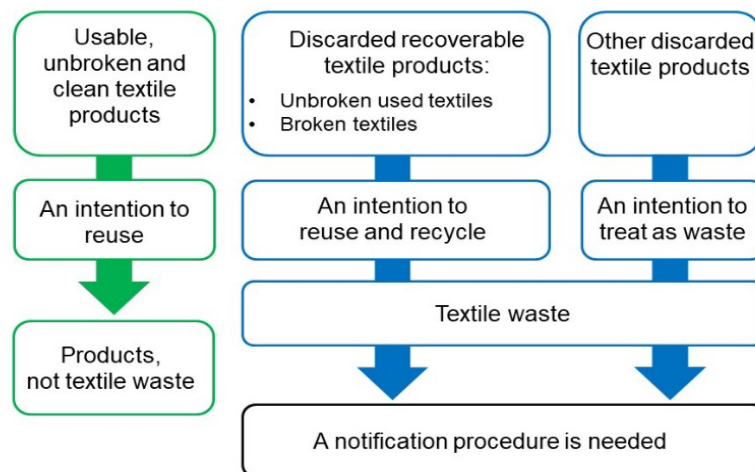 Usable,
unbroken and
clean textile
products
An intention to
reuse
Products,
not textile waste
Discarded recoverable
textile products:
• Unbroken used textiles
• Broken textiles
An intention to
reuse and recycle
Other discarded
textile products
An intention to
treat as waste
Textile waste
A notification procedure is needed